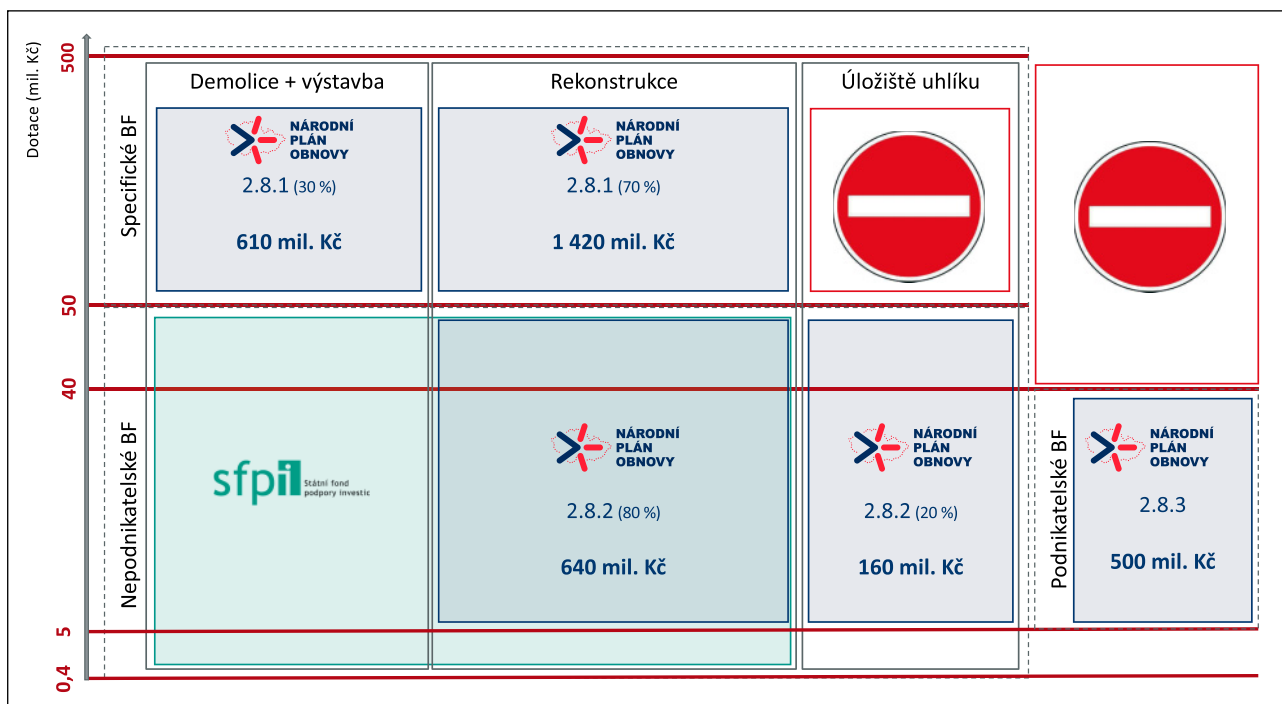 Dotace (mil. Kč)
500
50
40
5
0,4
Specifické BF
Demolice + výstavba
NÁRODNÍ
PLÁN
OBNOVY
2.8.1 (30 %)
610 mil. Kč
Rekonstrukce
NÁRODNÍ
PLÁN
OBNOVY
2.8.1 (70 %)
1 420 mil. Kč
Úložiště uhlíku
Nepodnikatelské BF
sfpi
Státní fond
podpory investic
NÁRODNÍ
PLÁN
OBNOVY
2.8.2 (80 %)
640 mil. Kč
NÁRODNÍ
PLÁN
OBNOVY
2.8.2 (20 %)
160 mil. Kč
Podnikatelské BF
NÁRODNÍ
PLÁN
OBNOVY
2.8.3
500 mil. Kč